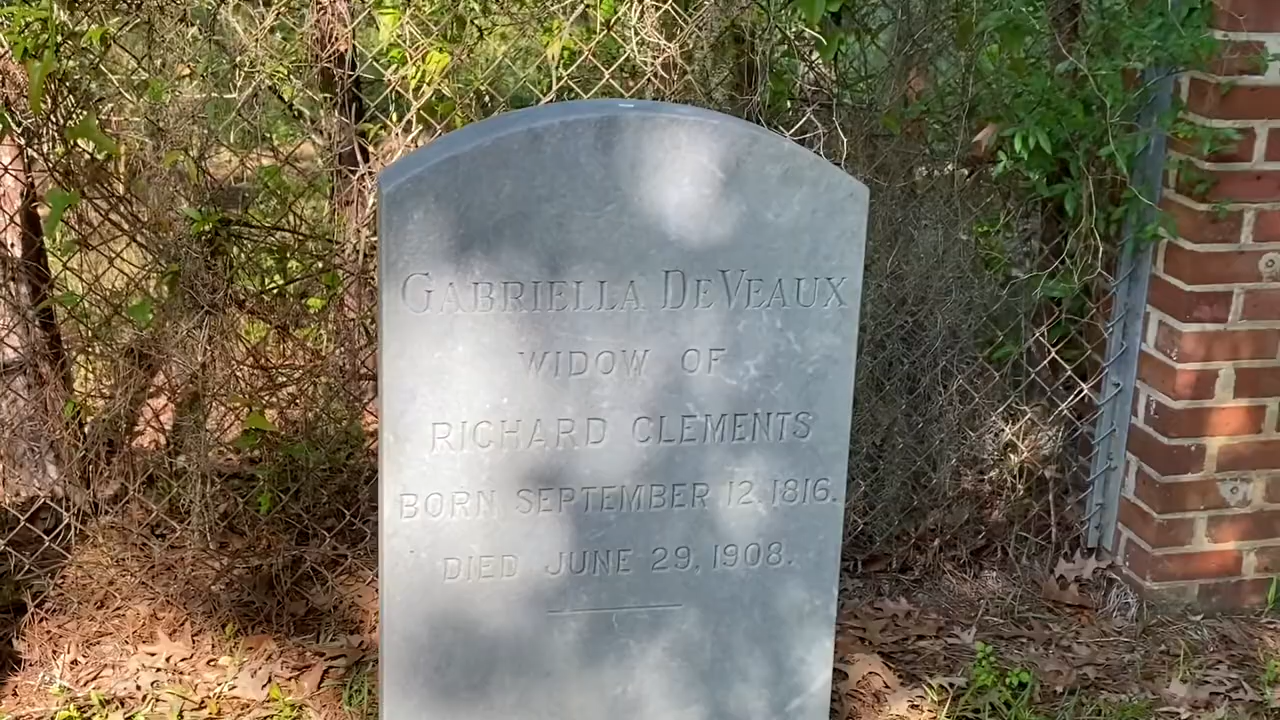 GABRIELLA DEVEAUX
WIDOW OF
RICHARD CLEMENTS
BORN SEPTEMBER 12. 1816.
DIED JUNE 29, 1908.